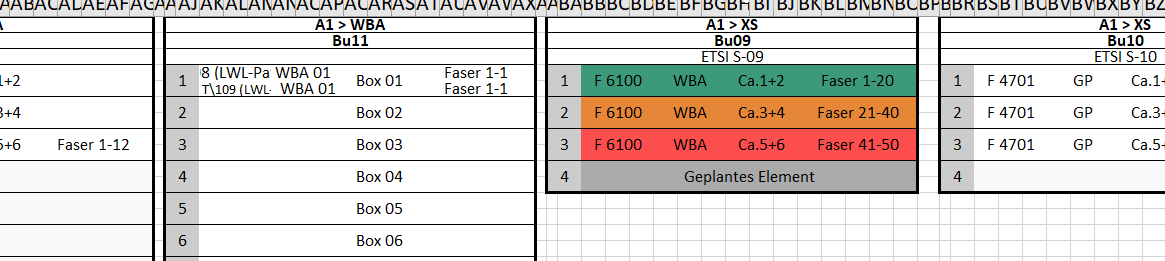 A1 > WBA
Bu11
1 8 (LWL-Pa WBA 01 Box 01 Faser 1-1
T\109 (LWL- WBA 01 Faser 1-1
2 Box 02
3 Box 03
4 Box 04
5 Box 05
6 Box 06
1+2
3+4
5+6 Faser 1-12
A1 > XS
Bu09
ETSI S-09
1 F 6100 WBA Ca.1+2 Faser 1-20
2 F 6100 WBA Ca.3+4 Faser 21-40
3 F 6100 WBA Ca.5+6 Faser 41-50
4 Geplantes Element
A1 > XS
Bu10
ETSI S-10
1 F 4701 GP Ca.1+
2 F 4701 GP Ca.3+
3 F 4701 GP Ca.5+
4